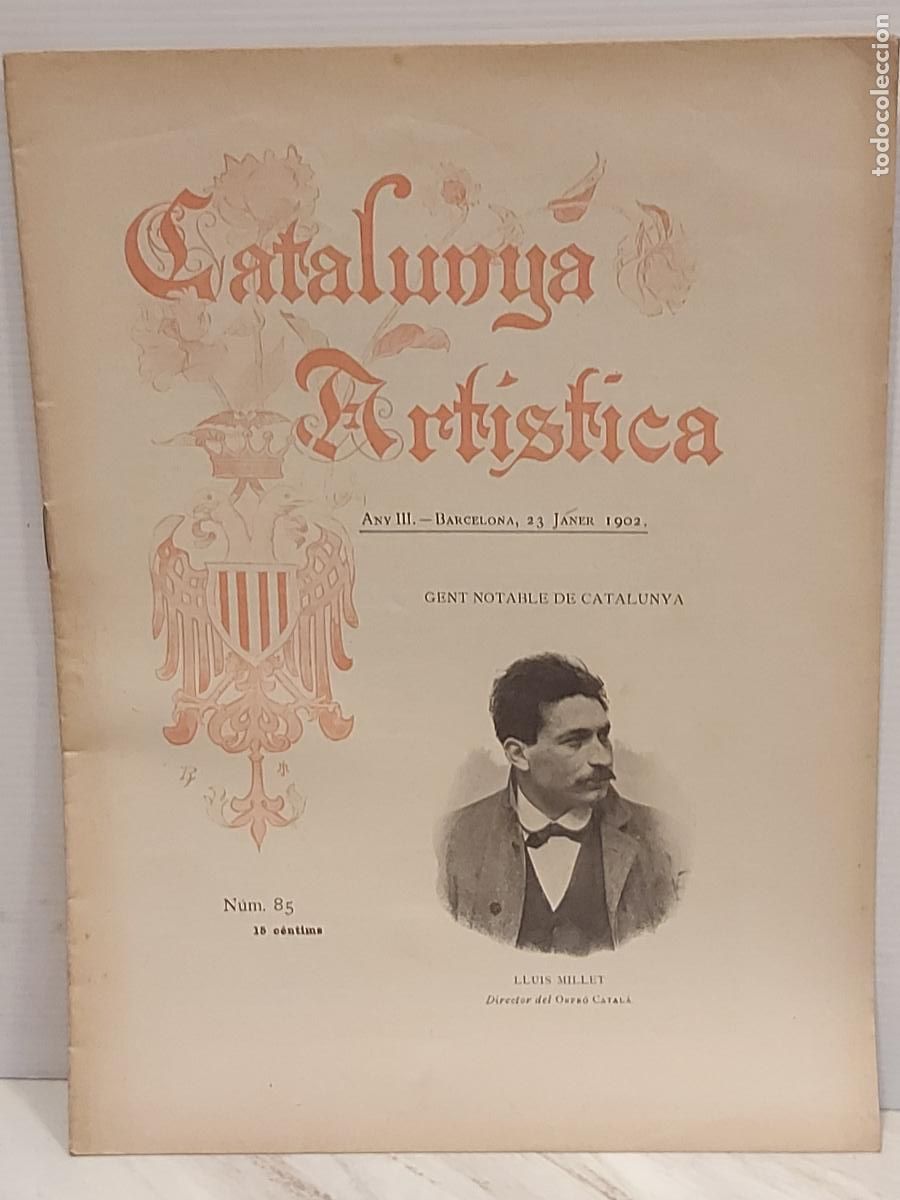 Catalunya
Artística
ANY III. — BARCELONA, 23 JANER 1902.
GENT NOTABLE DE CATALUNYA
Núm. 85
15 céntims
LLUIS MILLET
Director del ORFEÓ CATALÁ
todocoleccion